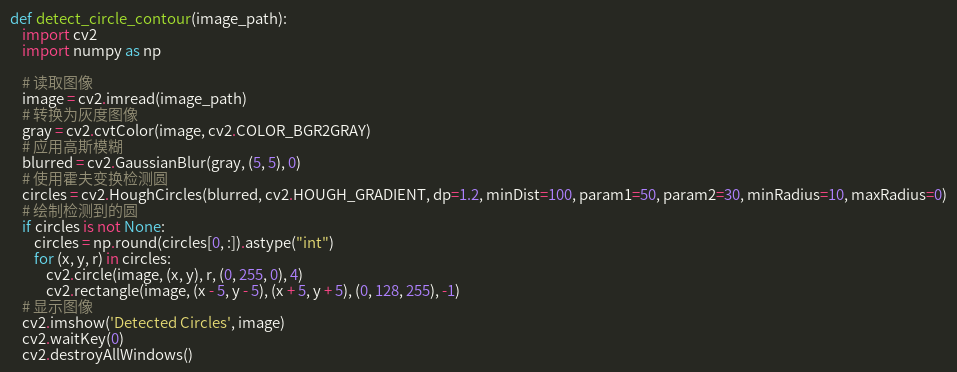 def detect_circle_contour(image_path):
    import cv2
    import numpy as np

    # 读取图像
    image = cv2.imread(image_path)
    # 转换为灰度图像
    gray = cv2.cvtColor(image, cv2.COLOR_BGR2GRAY)
    # 应用高斯模糊
    blurred = cv2.GaussianBlur(gray, (5, 5), 0)
    # 使用霍夫变换检测圆
    circles = cv2.HoughCircles(blurred, cv2.HOUGH_GRADIENT, dp=1.2, minDist=100, param1=50, param2=30, minRadius=10, maxRadius=0)
    # 绘制检测到的圆
    if circles is not None:
        circles = np.round(circles[0, :]).astype("int")
        for (x, y, r) in circles:
            cv2.circle(image, (x, y), r, (0, 255, 0), 4)
            cv2.rectangle(image, (x - 5, y - 5), (x + 5, y + 5), (0, 128, 255), -1)
    # 显示图像
    cv2.imshow('Detected Circles', image)
    cv2.waitKey(0)
    cv2.destroyAllWindows()